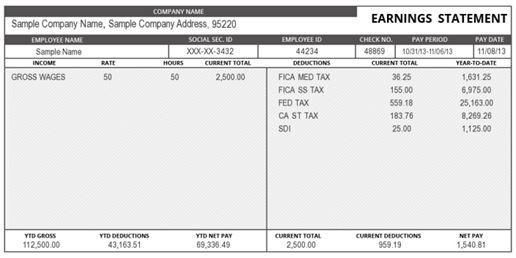 COMPANY NAME
Sample Company Name, Sample Company Address, 95220
EARNINGS STATEMENT
EMPLOYEE NAME SOCIAL SEC. ID EMPLOYEE ID CHECK NO. PAY PERIOD PAY DATE
Sample Name XXX-XX-3432 44234 48869 10/31/13-11/06/13 11/08/13
INCOME RATE HOURS CURRENT TOTAL DEDUCTIONS CURRENT TOTAL YEAR-TO-DATE
GROSS WAGES 50 50 2,500.00 FICA MED TAX 36.25 1,631.25
FICA SS TAX 155.00 6,975.00
FED TAX 559.18 25,163.00
CA ST TAX 183.76 8,269.26
SDI 25.00 1,125.00
YTD GROSS YTD DEDUCTIONS YTD NET PAY CURRENT TOTAL CURRENT DEDUCTIONS NET PAY
112,500.00 43,163.51 69,336.49 2,500.00 959.19 1,540.81